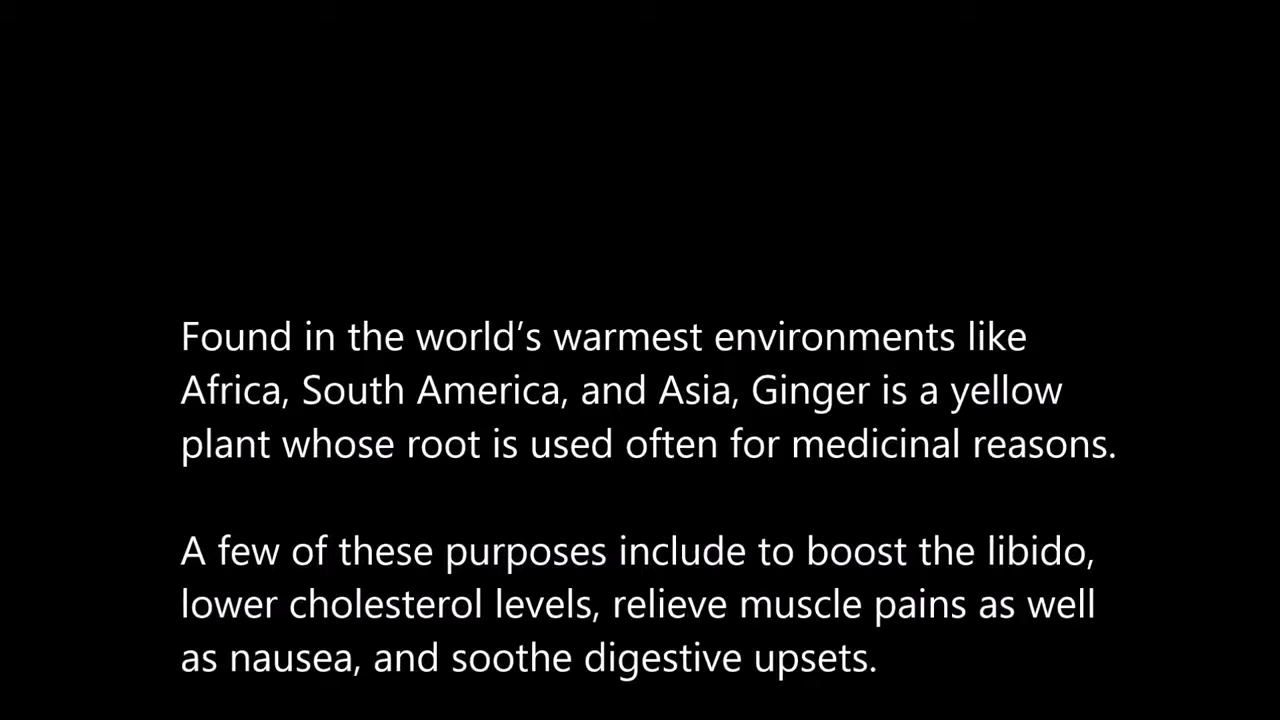 Found in the world’s warmest environments like
Africa, South America, and Asia, Ginger is a yellow
plant whose root is used often for medicinal reasons.
A few of these purposes include to boost the libido,
lower cholesterol levels, relieve muscle pains as well
as nausea, and soothe digestive upsets.